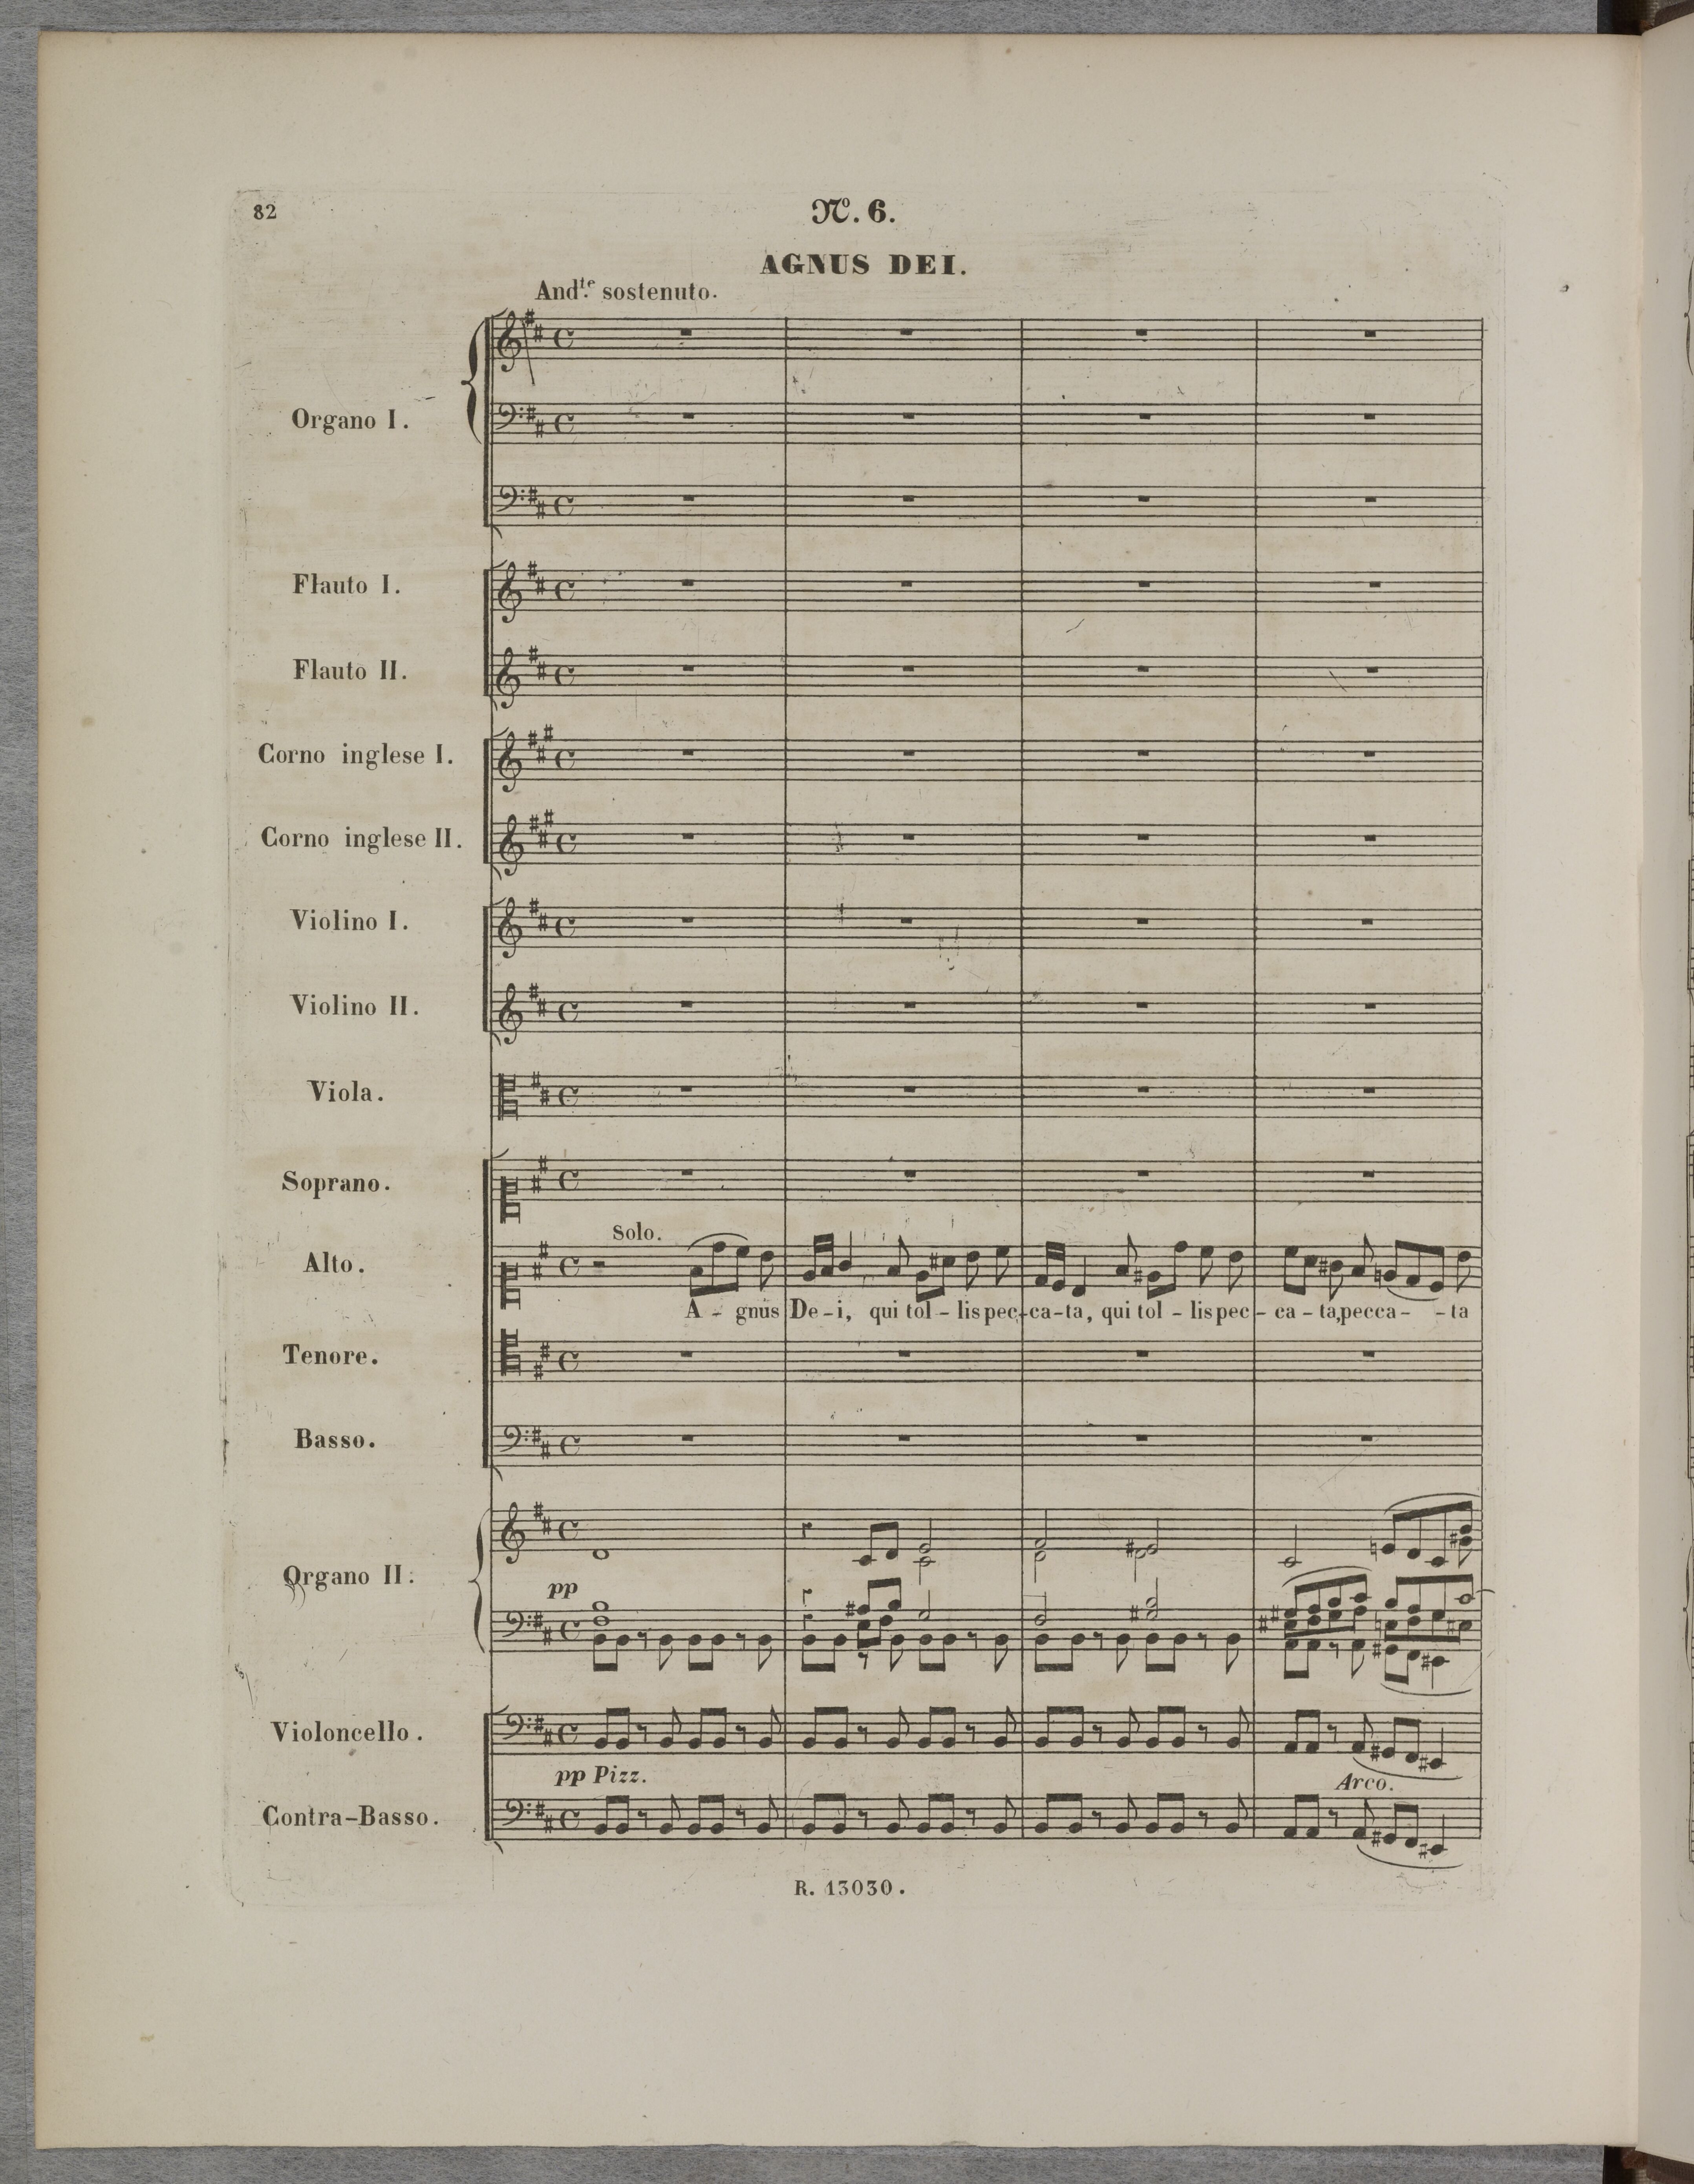 82
N. 6.
AGNUS DEI.
And.te sostenuto.
Organo I.
Flauto I.
Flauto II.
Corno inglese I.
Corno inglese II.
Violino I.
Violino II.
Viola.
Soprano.
Solo.
Alto.
A - gnus De-i, qui tol - lis pec-ca-ta, qui tol - lis pec - ca - ta, pecca - - ta
Tenore.
Basso.
Organo II.
pp
Violoncello.
pp Pizz.
Arco.
Contra-Basso.
R. 13030.